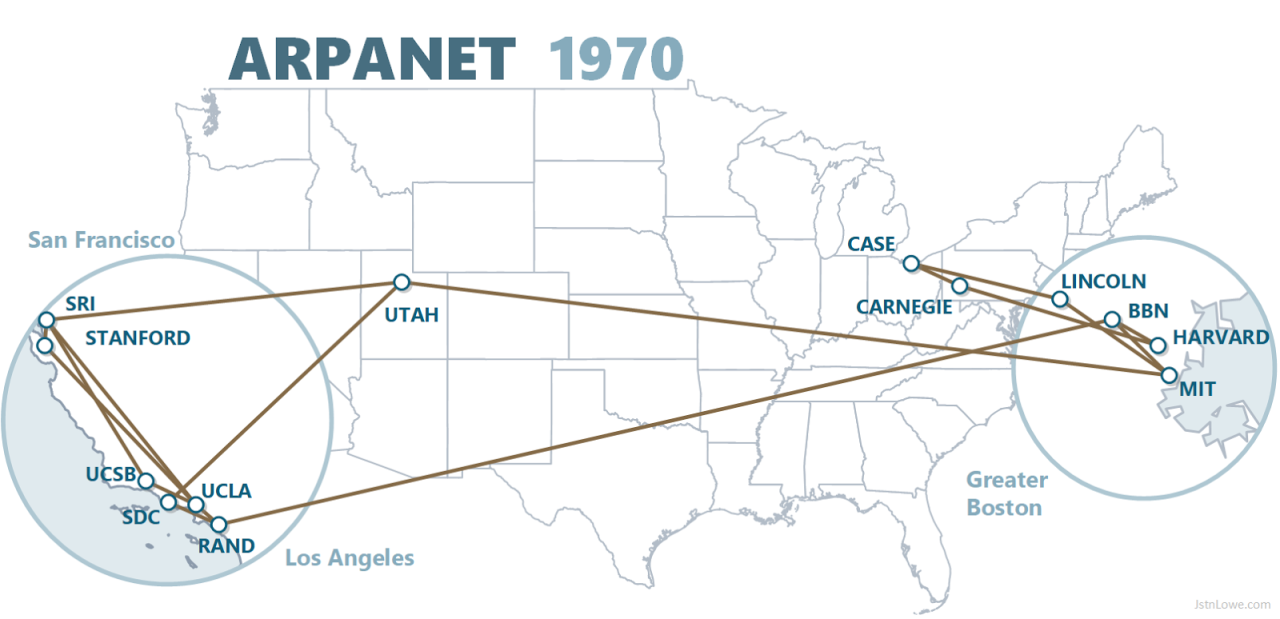 ARPANET 1970
San Francisco
CASE
LINCOLN
SRI
BBN
CARNEGIE
UTAH
STANFORD
HARVARD
MIT
UCSB
UCLA
Greater
Boston
SDC
RAND
Los Angeles
JstnLowe.com